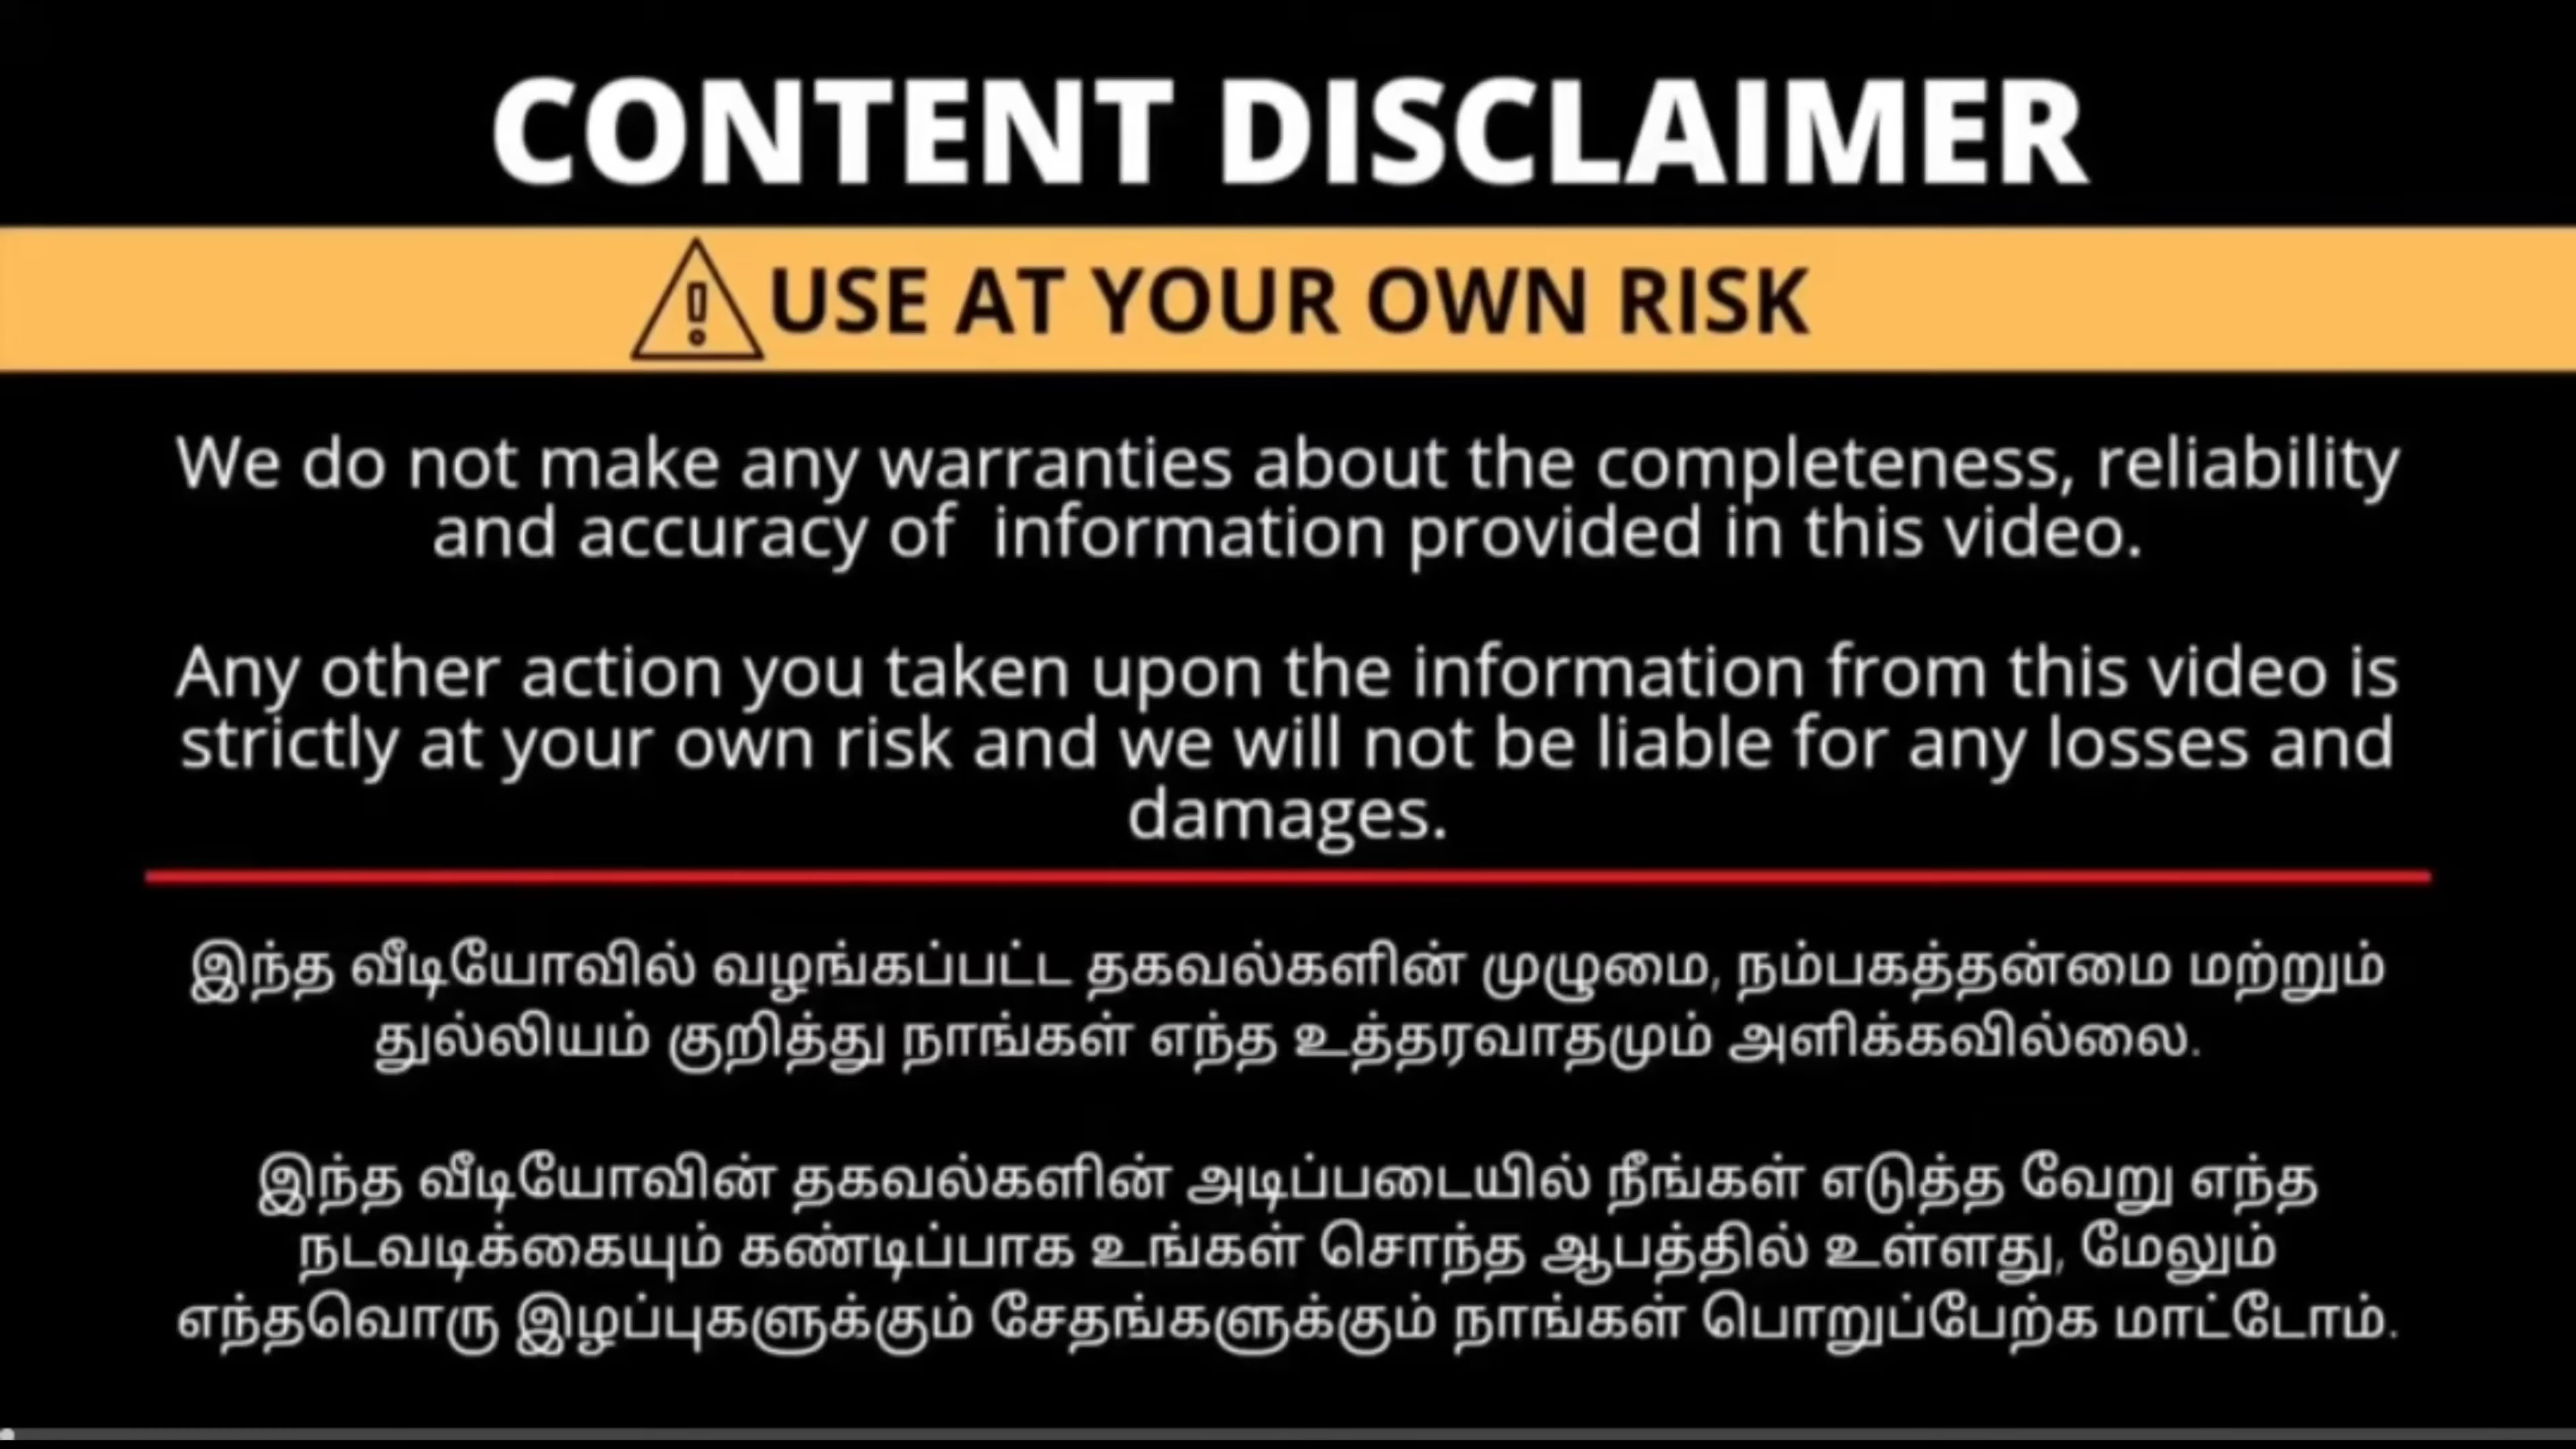 CONTENT DISCLAIMER
USE AT YOUR OWN RISK
We do not make any warranties about the completeness, reliability
and accuracy of  information provided in this video.
Any other action you taken upon the information from this video is
strictly at your own risk and we will not be liable for any losses and
damages.
இந்த வீடியோவில் வழங்கப்பட்ட தகவல்களின் முழுமை, நம்பகத்தன்மை மற்றும்
துல்லியம் குறித்து நாங்கள் எந்த உத்தரவாதமும் அளிக்கவில்லை.
இந்த வீடியோவின் தகவல்களின் அடிப்படையில் நீங்கள் எடுத்த வேறு எந்த
நடவடிக்கையும் கண்டிப்பாக உங்கள் சொந்த ஆபத்தில் உள்ளது, மேலும்
எந்தவொரு இழப்புகளுக்கும் சேதங்களுக்கும் நாங்கள் பொறுப்பேற்க மாட்டோம்.